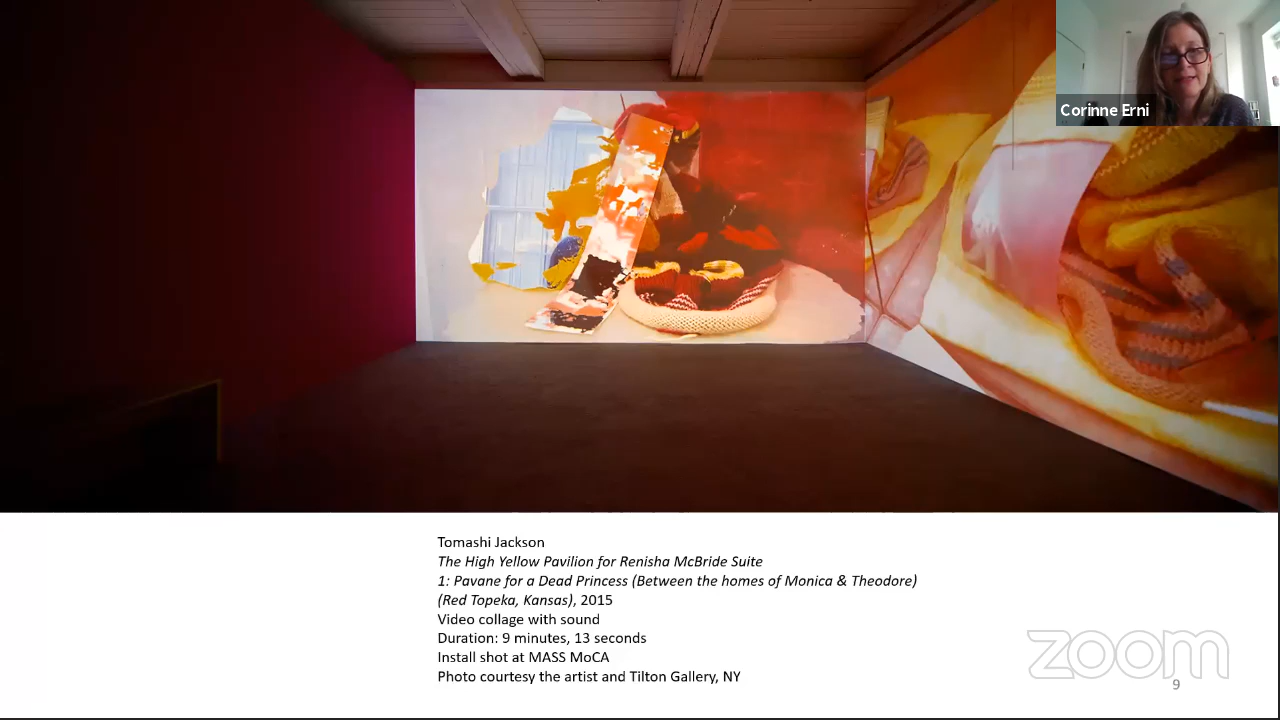 Corinne Erni
Tomashi Jackson
The High Yellow Pavilion for Renisha McBride Suite
1: Pavane for a Dead Princess (Between the homes of Monica & Theodore)
(Red Topeka, Kansas), 2015
Video collage with sound
Duration: 9 minutes, 13 seconds
Install shot at MASS MoCA
Photo courtesy the artist and Tilton Gallery, NY
zoom
9